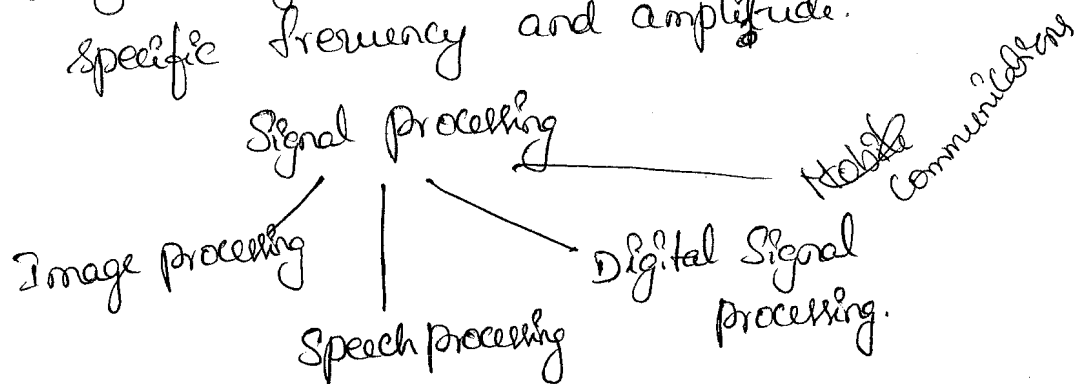 specific frequency and amplitude.
Signal processing
Mobile
communications
Image processing
Digital Signal
processing.
Speech processing